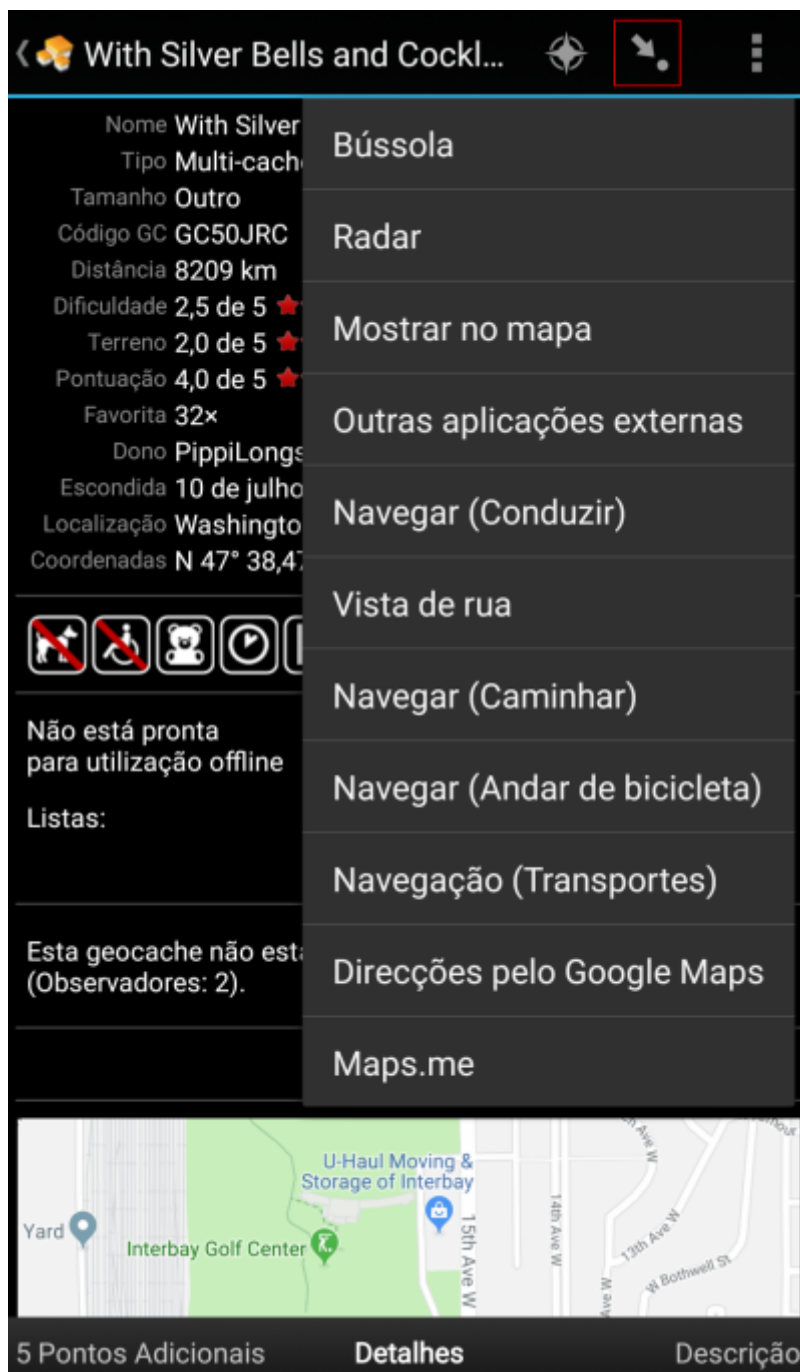 With Silver Bells and Cockl...
Nome With Silver
Tipo Multi-cach
Tamanho Outro
Código GC GC50JRC
Distância 8209 km
Dificuldade 2,5 de 5
Terreno 2,0 de 5
Pontuação 4,0 de 5
Favorita 32×
Dono PippiLongs
Escondida 10 de julho
Localização Washingto
Coordenadas N 47° 38,47
Não está pronta
para utilização offline
Listas:
Esta geocache não está
(Observadores: 2).
Bússola
Radar
Mostrar no mapa
Outras aplicações externas
Navegar (Conduzir)
Vista de rua
Navegar (Caminhar)
Navegar (Andar de bicicleta)
Navegação (Transportes)
Direcções pelo Google Maps
Maps.me
U-Haul Moving &
Storage of Interbay
Yard
Interbay Golf Center
15th Ave W
14th Ave W
13th Ave W
W Bothwell St
Ave W
Ave W
5 Pontos Adicionais
Detalhes
Descrição